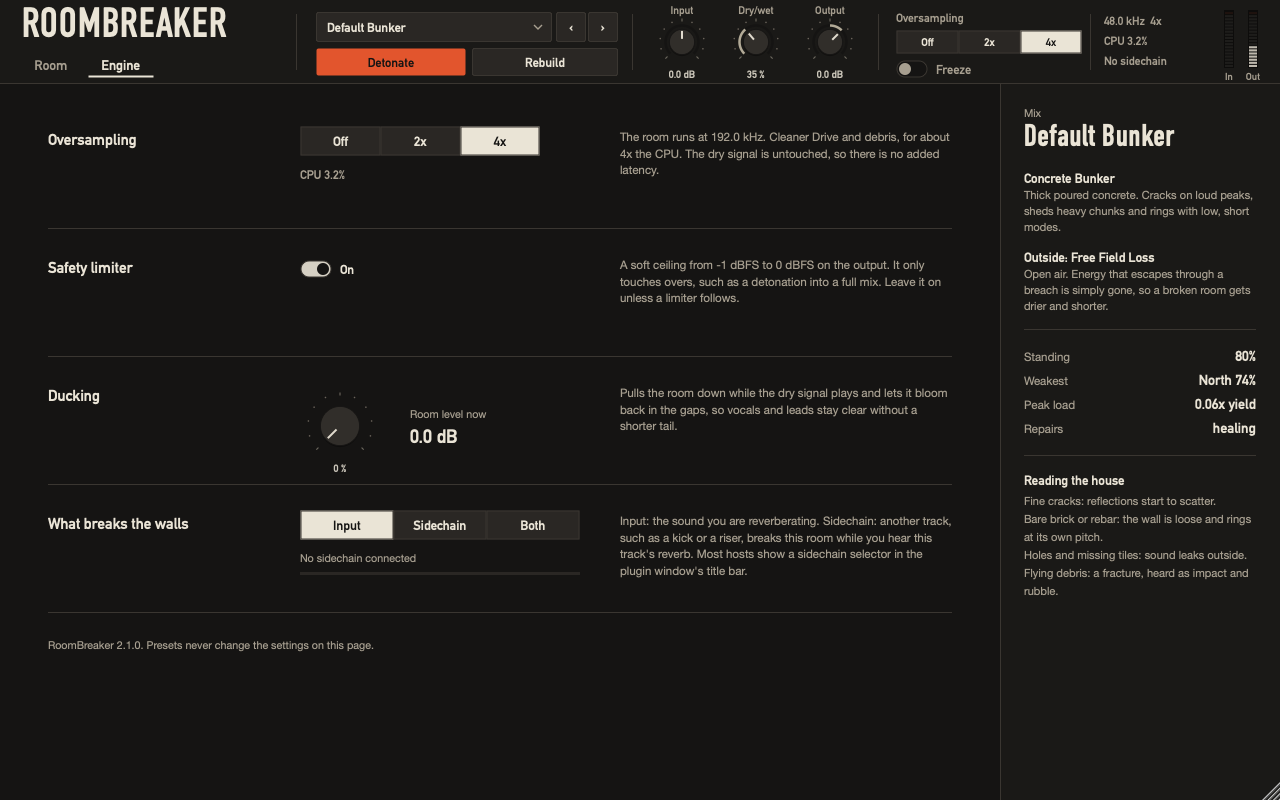 ROOMBREAKER
Room
Engine
Default Bunker
‹
›
Detonate
Rebuild
Input
0.0 dB
Dry/wet
35 %
Output
0.0 dB
Oversampling
Off
2x
4x
Freeze
48.0 kHz 4x
CPU 3.2%
No sidechain
In
Out
Oversampling
Off
2x
4x
CPU 3.2%
The room runs at 192.0 kHz. Cleaner Drive and debris, for about
4x the CPU. The dry signal is untouched, so there is no added
latency.
Safety limiter
On
A soft ceiling from -1 dBFS to 0 dBFS on the output. It only
touches overs, such as a detonation into a full mix. Leave it on
unless a limiter follows.
Ducking
0 %
Room level now
0.0 dB
Pulls the room down while the dry signal plays and lets it bloom
back in the gaps, so vocals and leads stay clear without a
shorter tail.
What breaks the walls
Input
Sidechain
Both
No sidechain connected
Input: the sound you are reverberating. Sidechain: another track,
such as a kick or a riser, breaks this room while you hear this
track's reverb. Most hosts show a sidechain selector in the
plugin window's title bar.
RoomBreaker 2.1.0. Presets never change the settings on this page.
Mix
Default Bunker
Concrete Bunker
Thick poured concrete. Cracks on loud peaks,
sheds heavy chunks and rings with low, short
modes.
Outside: Free Field Loss
Open air. Energy that escapes through a
breach is simply gone, so a broken room gets
drier and shorter.
Standing 80%
Weakest North 74%
Peak load 0.06x yield
Repairs healing
Reading the house
Fine cracks: reflections start to scatter.
Bare brick or rebar: the wall is loose and rings
at its own pitch.
Holes and missing tiles: sound leaks outside.
Flying debris: a fracture, heard as impact and
rubble.